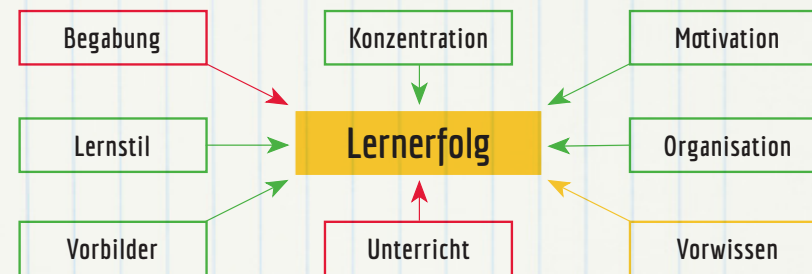 Begabung
Konzentration
Motivation
Lernstil
Lernerfolg
Organisation
Vorbilder
Unterricht
Vorwissen